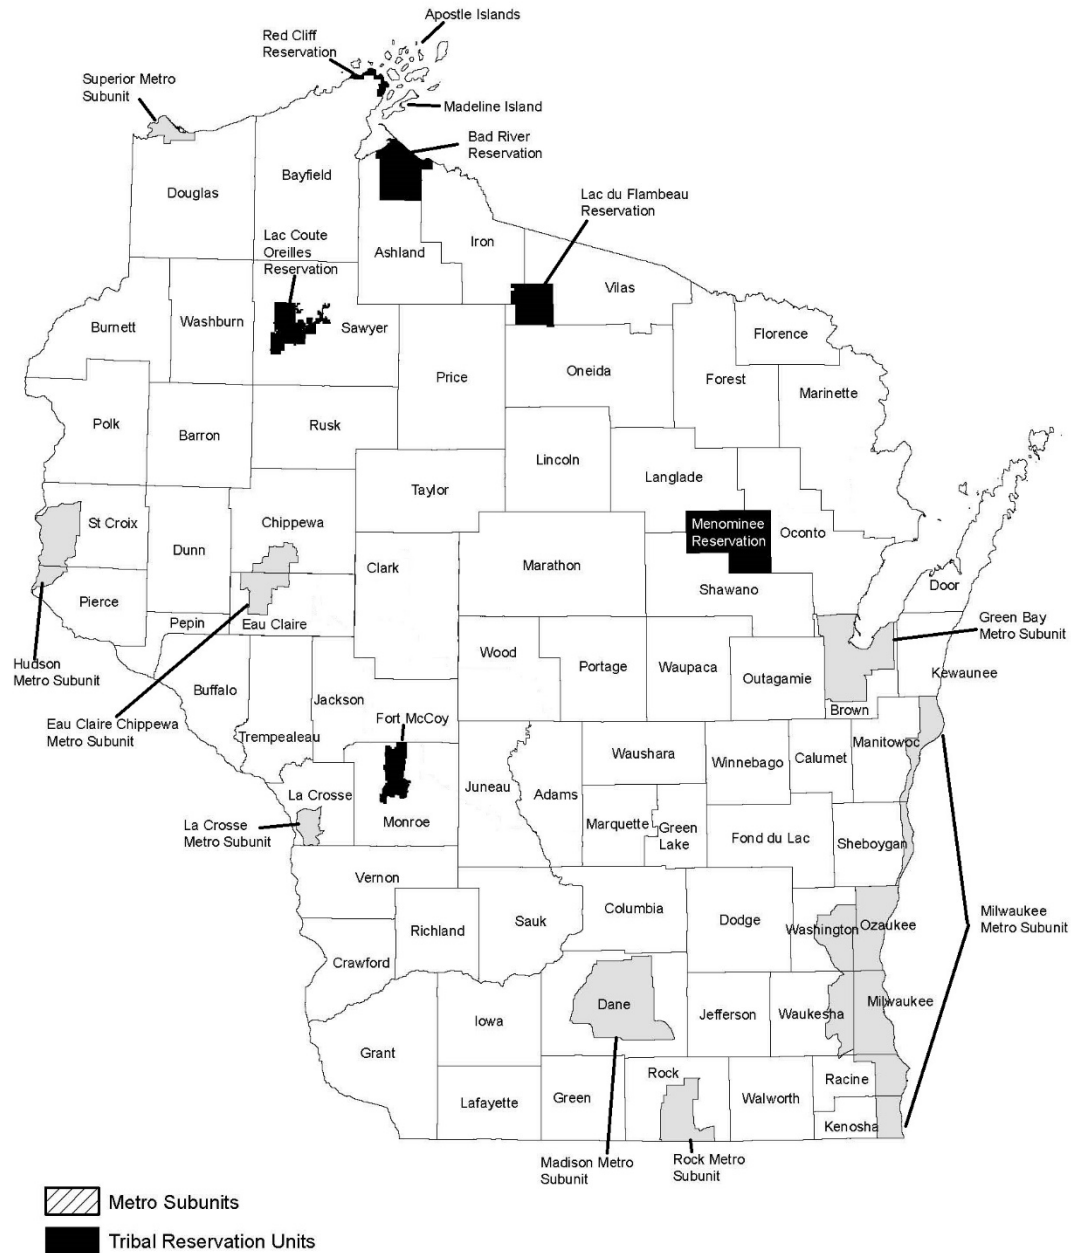 Apostle Islands
Red Cliff
Reservation
Superior Metro
Subunit
Madeline Island
Bad River
Reservation
Bayfield
Douglas
Lac du Flambeau
Reservation
Lac Coute
Oreilles
Reservation
Ashland
Iron
Vilas
Burnett
Washburn
Sawyer
Florence
Price
Oneida
Forest
Marinette
Polk
Barron
Rusk
Lincoln
Langlade
Taylor
St Croix
Chippewa
Menominee
Reservation
Oconto
Dunn
Clark
Marathon
Shawano
Door
Pierce
Pepin
Eau Claire
Green Bay
Metro Subunit
Hudson
Metro Subunit
Wood
Portage
Waupaca
Outagamie
Kewaunee
Buffalo
Jackson
Brown
Eau Claire Chippewa
Metro Subunit
Trempealeau
Fort McCoy
Waushara
Winnebago
Calumet
Manitowoc
La Crosse
Juneau
Adams
La Crosse
Metro Subunit
Monroe
Marquette
Green
Lake
Fond du Lac
Sheboygan
Vernon
Richland
Sauk
Columbia
Dodge
Washington
Ozaukee
Milwaukee
Metro Subunit
Crawford
Dane
Jefferson
Waukesha
Milwaukee
Iowa
Grant
Lafayette
Green
Rock
Walworth
Racine
Kenosha
Madison Metro
Subunit
Rock Metro
Subunit
Metro Subunits
Tribal Reservation Units